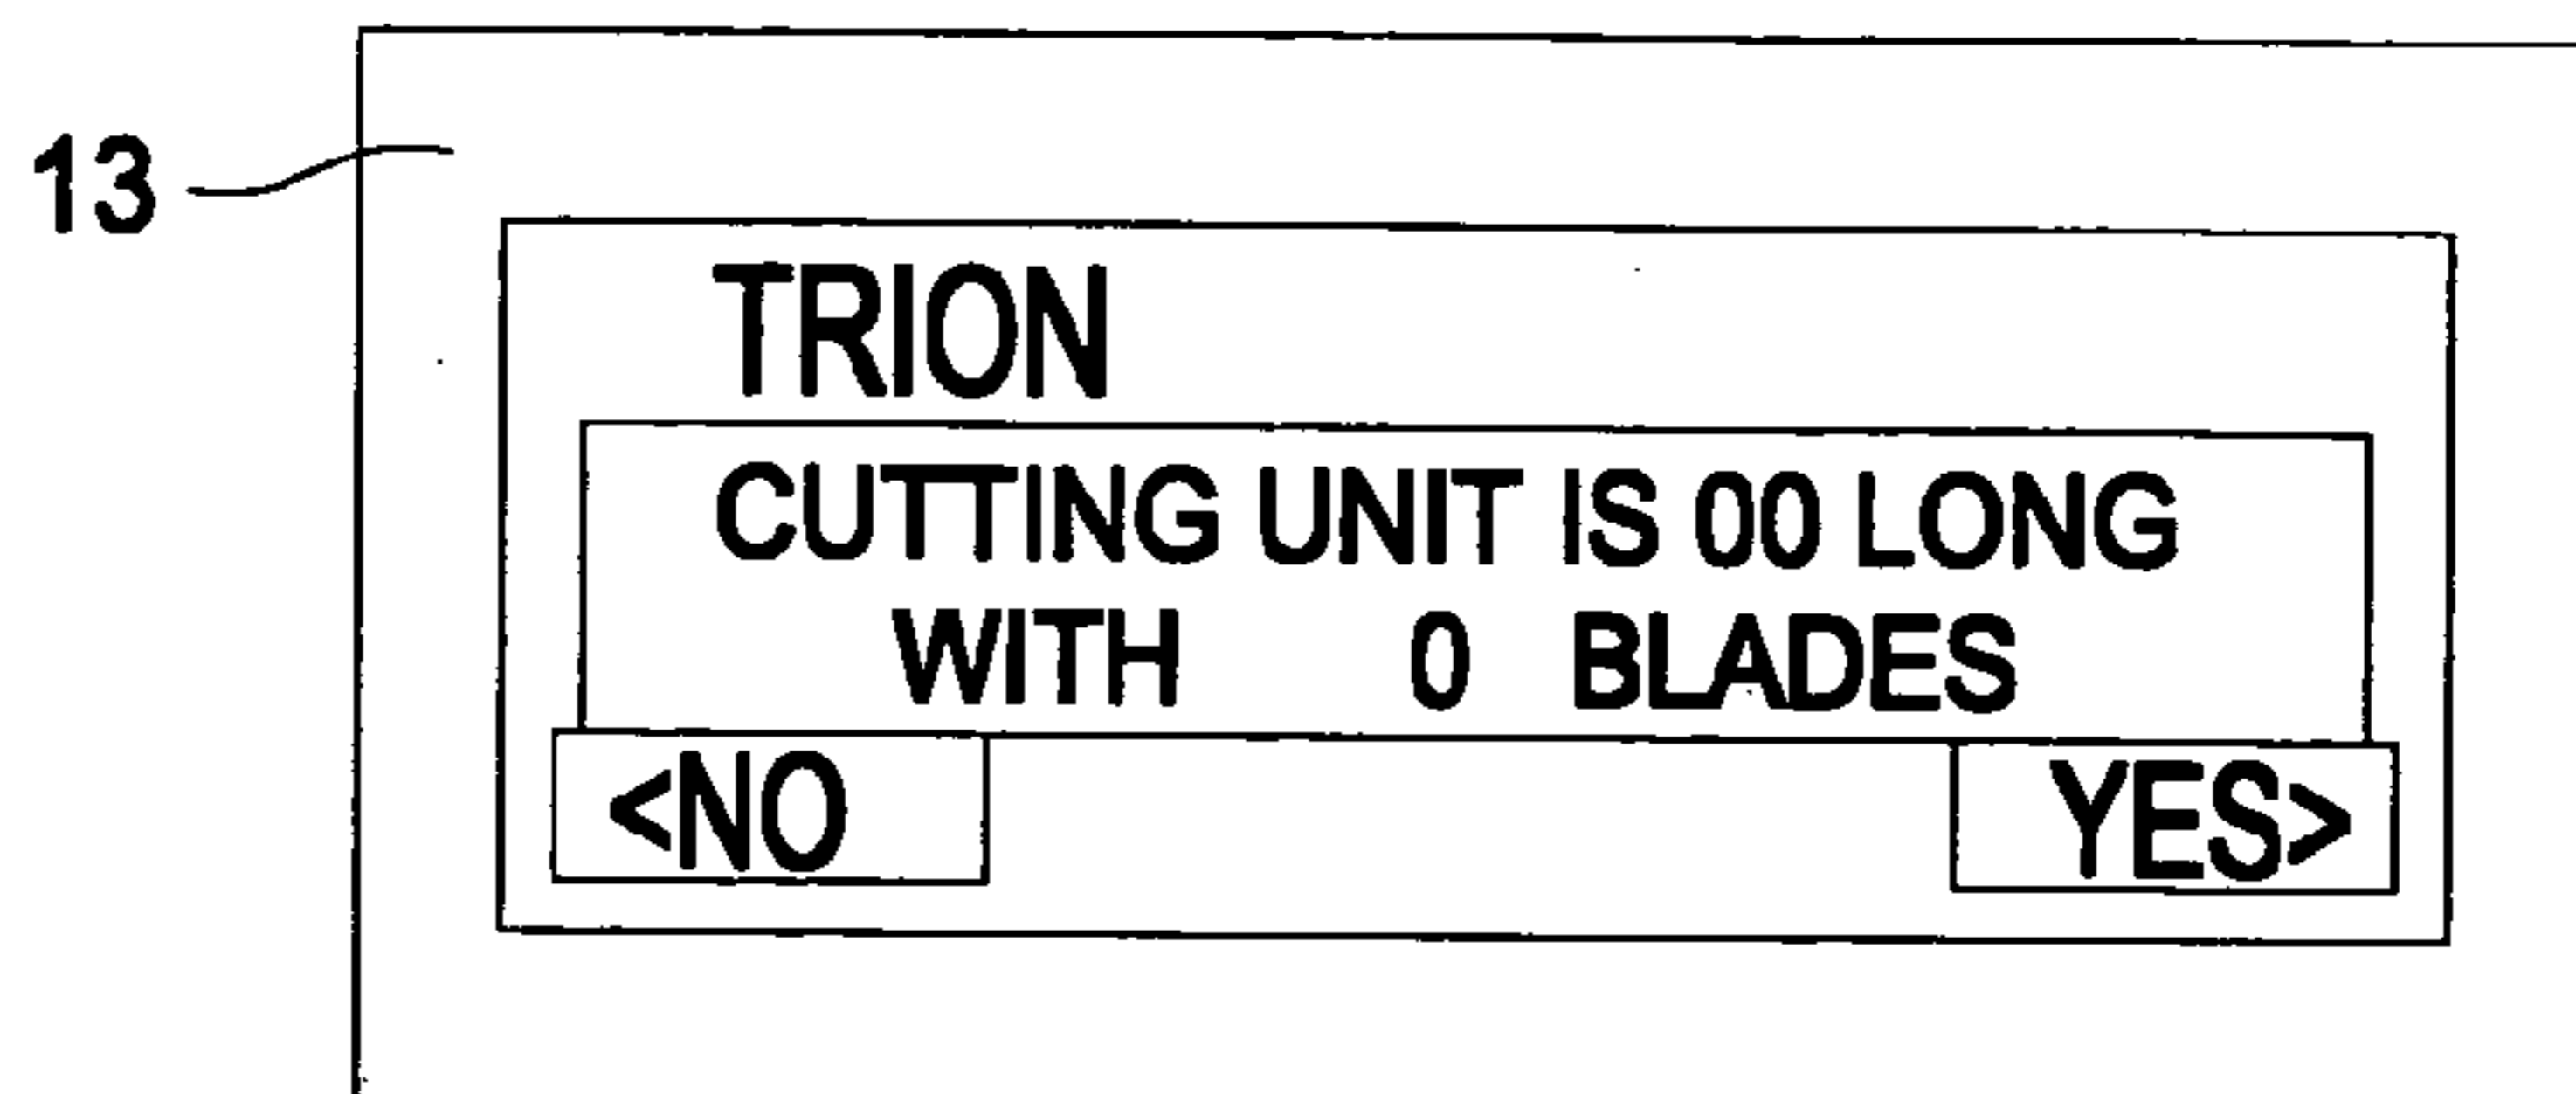 13
TRION
CUTTING UNIT IS 00 LONG
WITH 0 BLADES
<NO
YES>